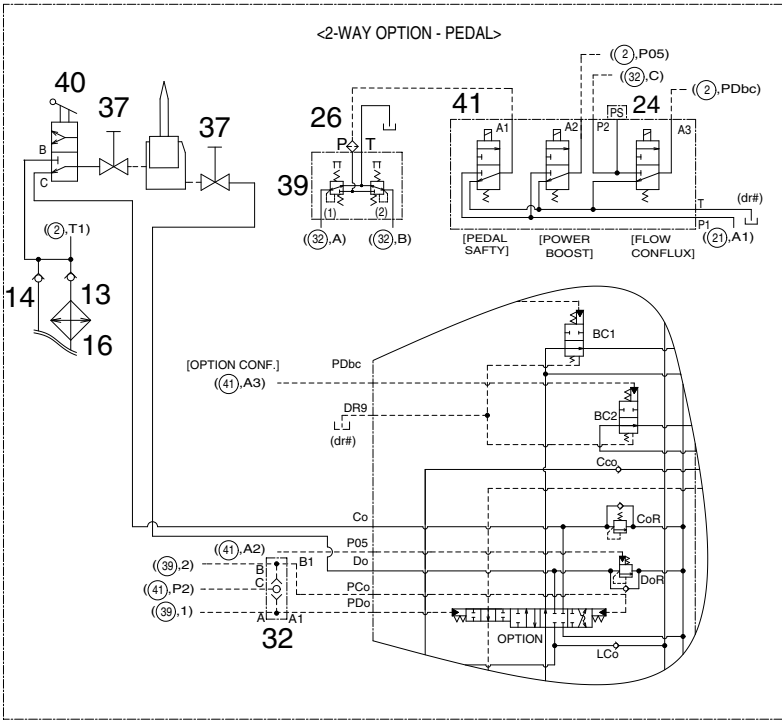 <2-WAY OPTION - PEDAL>
40
37
37
B
C
(2,T1)
14
13
16
26
P T
39
(1) (2)
(32,A) (32,B)
(2,P05)
(32,C)
(2,PDbc)
41
A1
A2
P2
PS
24
A3
T
P1
(dr#)
(21,A1)
[PEDAL
SAFTY]
[POWER
BOOST]
[FLOW
CONFLUX]
BC1
[OPTION CONF.]
PDbc
(41,A3)
DR9
(dr#)
BC2
Cco
Co
CoR
P05
(41,A2)
Do
(39,2)
B B1
C
PCo
(41,P2)
DoR
PDo
(39,1)
A A1
32
OPTION
LCo